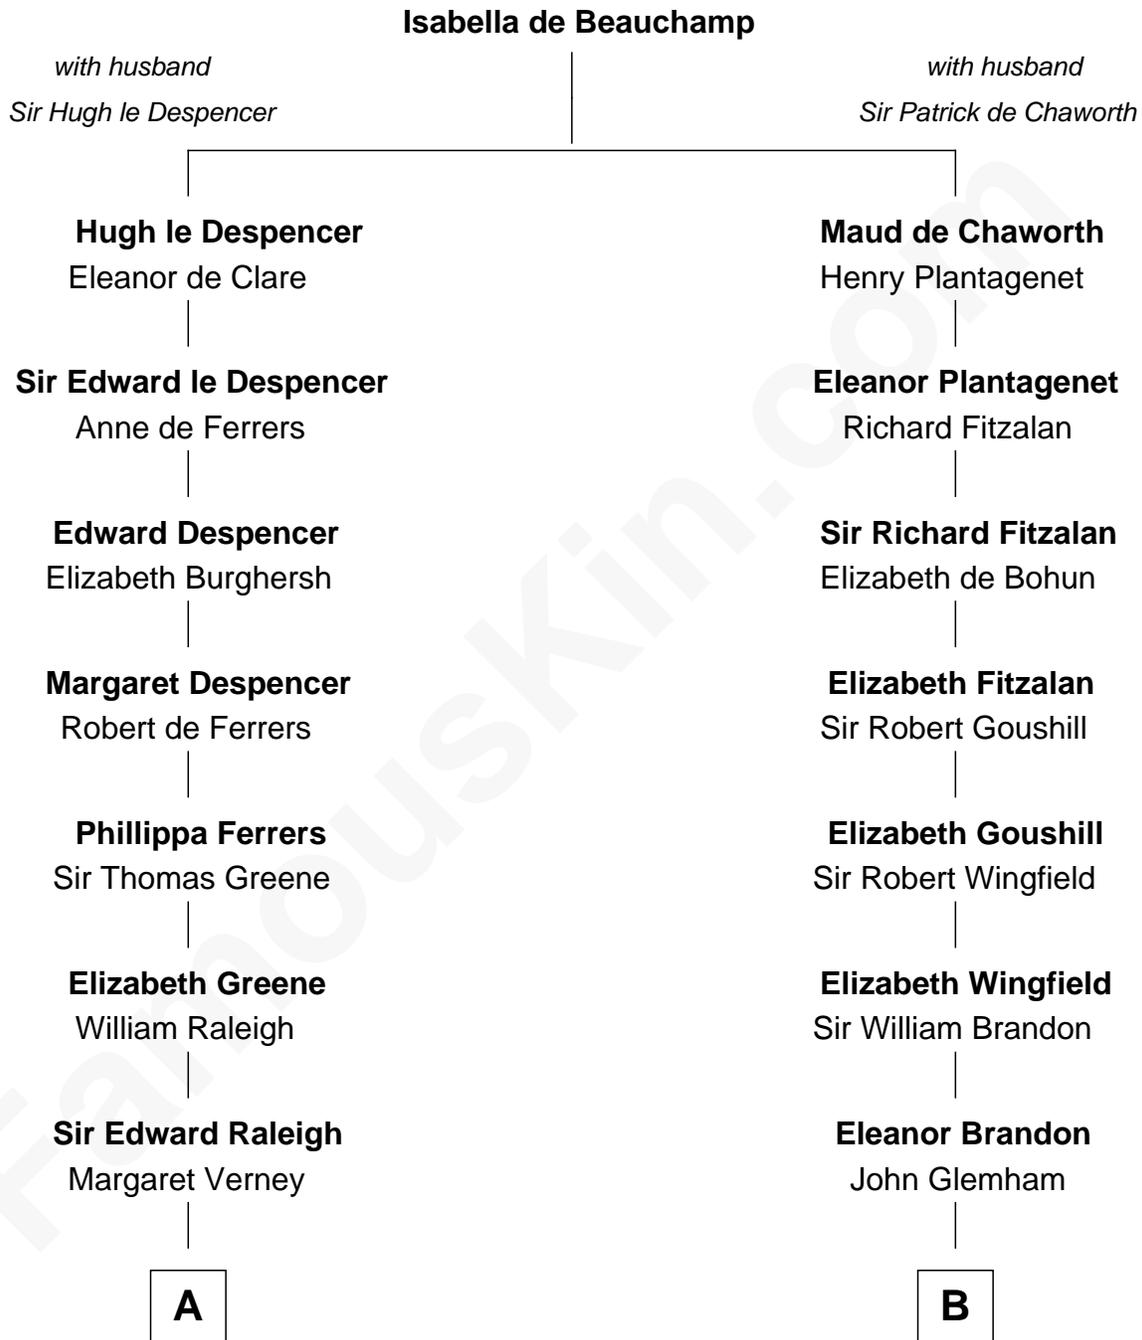 Isabella de Beauchamp
with husband
Sir Hugh le Despencer
with husband
Sir Patrick de Chaworth
Hugh le Despencer
Eleanor de Clare
Maud de Chaworth
Henry Plantagenet
Sir Edward le Despencer
Anne de Ferrers
Eleanor Plantagenet
Richard Fitzalan
Edward Despencer
Elizabeth Burghersh
Sir Richard Fitzalan
Elizabeth de Bohun
Margaret Despencer
Robert de Ferrers
Elizabeth Fitzalan
Sir Robert Goushill
Phillippa Ferrers
Sir Thomas Greene
Elizabeth Goushill
Sir Robert Wingfield
Elizabeth Greene
William Raleigh
Elizabeth Wingfield
Sir William Brandon
Sir Edward Raleigh
Margaret Verney
Eleanor Brandon
John Glemham
A
B
FamousKin.com